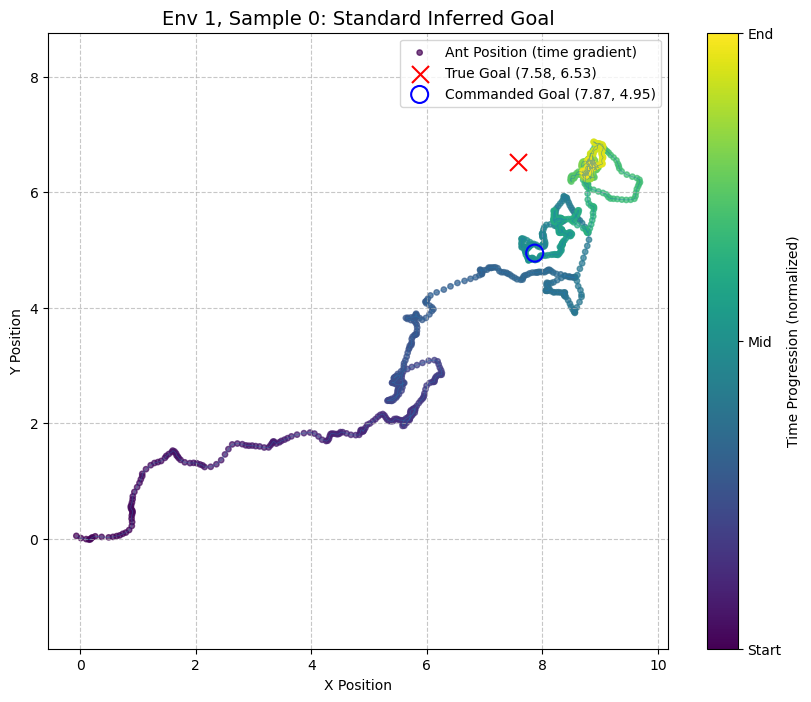 Env 1, Sample 0: Standard Inferred Goal
Ant Position (time gradient)
True Goal (7.58, 6.53)
Commanded Goal (7.87, 4.95)
8
6
4
2
0
Y Position
0 2 4 6 8 10
X Position
End
Mid
Start
Time Progression (normalized)